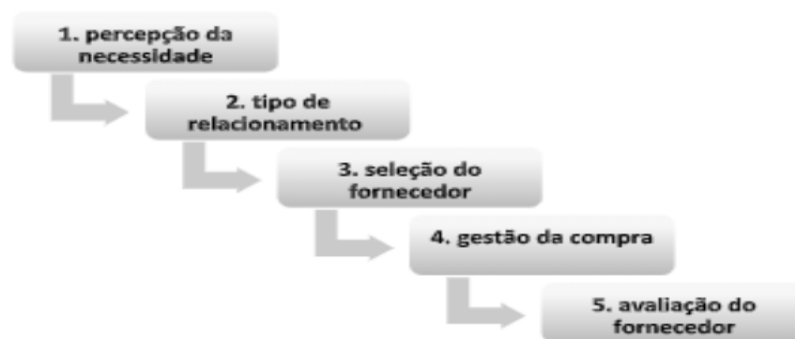 1. percepção da
necessidade
2. tipo de
relacionamento
3. seleção do
fornecedor
4. gestão da compra
5. avaliação do
fornecedor